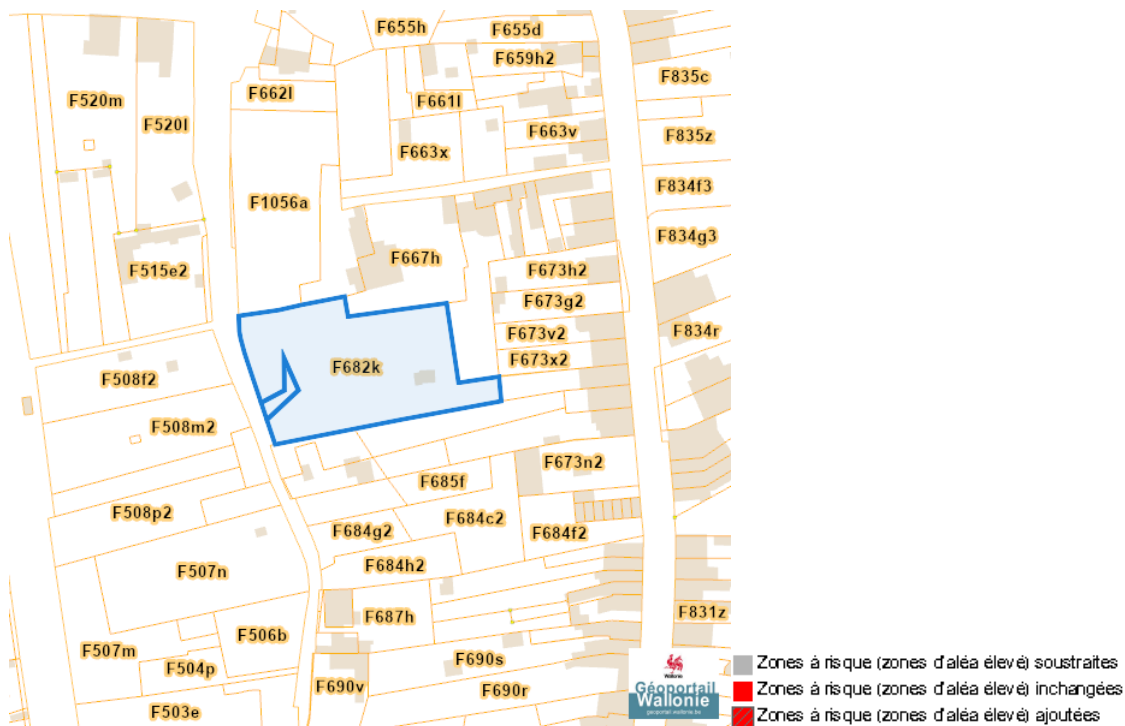 F655h
F655d
F659h2
F835c
F520m
F662l
F661l
F520l
F663v
F835z
F663x
F834f3
F1056a
F834g3
F667h
F515e2
F673h2
F673g2
F673v2
F834r
F673x2
F682k
F508f2
F508m2
F673n2
F685f
F508p2
F684g2
F684c2
F684f2
F684h2
F507n
F687h
F831z
F506b
F507m
F504p
F690s
F690v
F690r
F503e
Wallonie
Géoportail
Wallonie
geoportail.wallonie.be
Zones à risque (zones d'aléa élevé) soustraites
Zones à risque (zones d'aléa élevé) inchangées
Zones à risque (zones d'aléa élevé) ajoutées